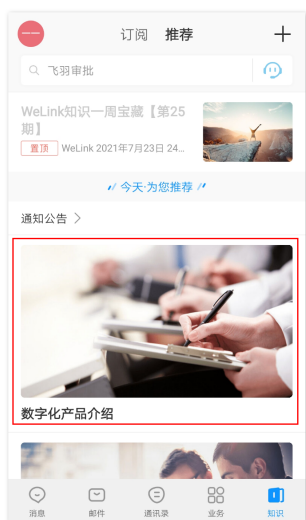 订阅 推荐
飞羽审批
WeLink知识一周宝藏【第25
期】
置顶 WeLink 2021年7月23日 24...
今天·为您推荐
通知公告 >
数字化产品介绍
消息 邮件 通讯录 业务 知识